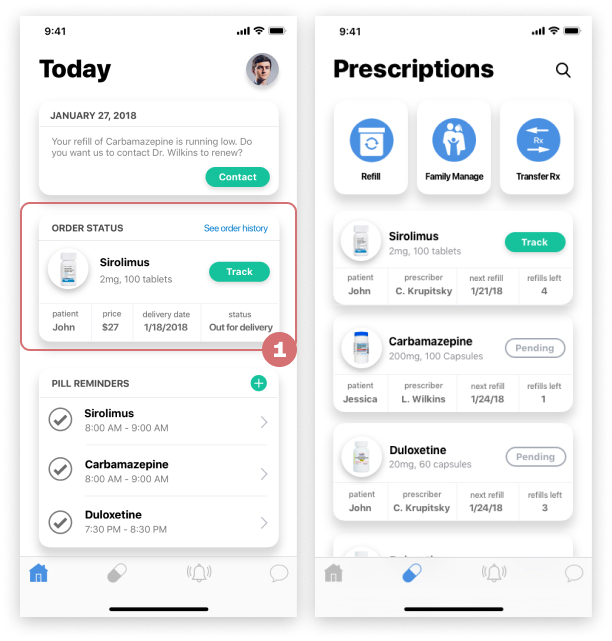 9:41
Today
JANUARY 27, 2018
Your refill of Carbamazepine is running low. Do
you want us to contact Dr. Wilkins to renew?
Contact
ORDER STATUS See order history
Sirolimus
2mg, 100 tablets
Track
patient price delivery date status
John $27 1/18/2018 Out for delivery
1
PILL REMINDERS
Sirolimus
8:00 AM - 9:00 AM
Carbamazepine
8:00 AM - 9:00 AM
Duloxetine
7:30 PM - 8:30 PM
9:41
Prescriptions
Rx
Refill Family Manage Transfer Rx
Sirolimus
2mg, 100 tablets
Track
patient prescriber next refill refills left
John C. Krupitsky 1/21/18 4
Carbamazepine
200mg, 100 Capsules
Pending
patient prescriber next refill refills left
Jessica L. Wilkins 1/24/18 1
Duloxetine
20mg, 60 capsules
Pending
patient prescriber next refill refills left
John C. Krupitsky 1/24/18 3